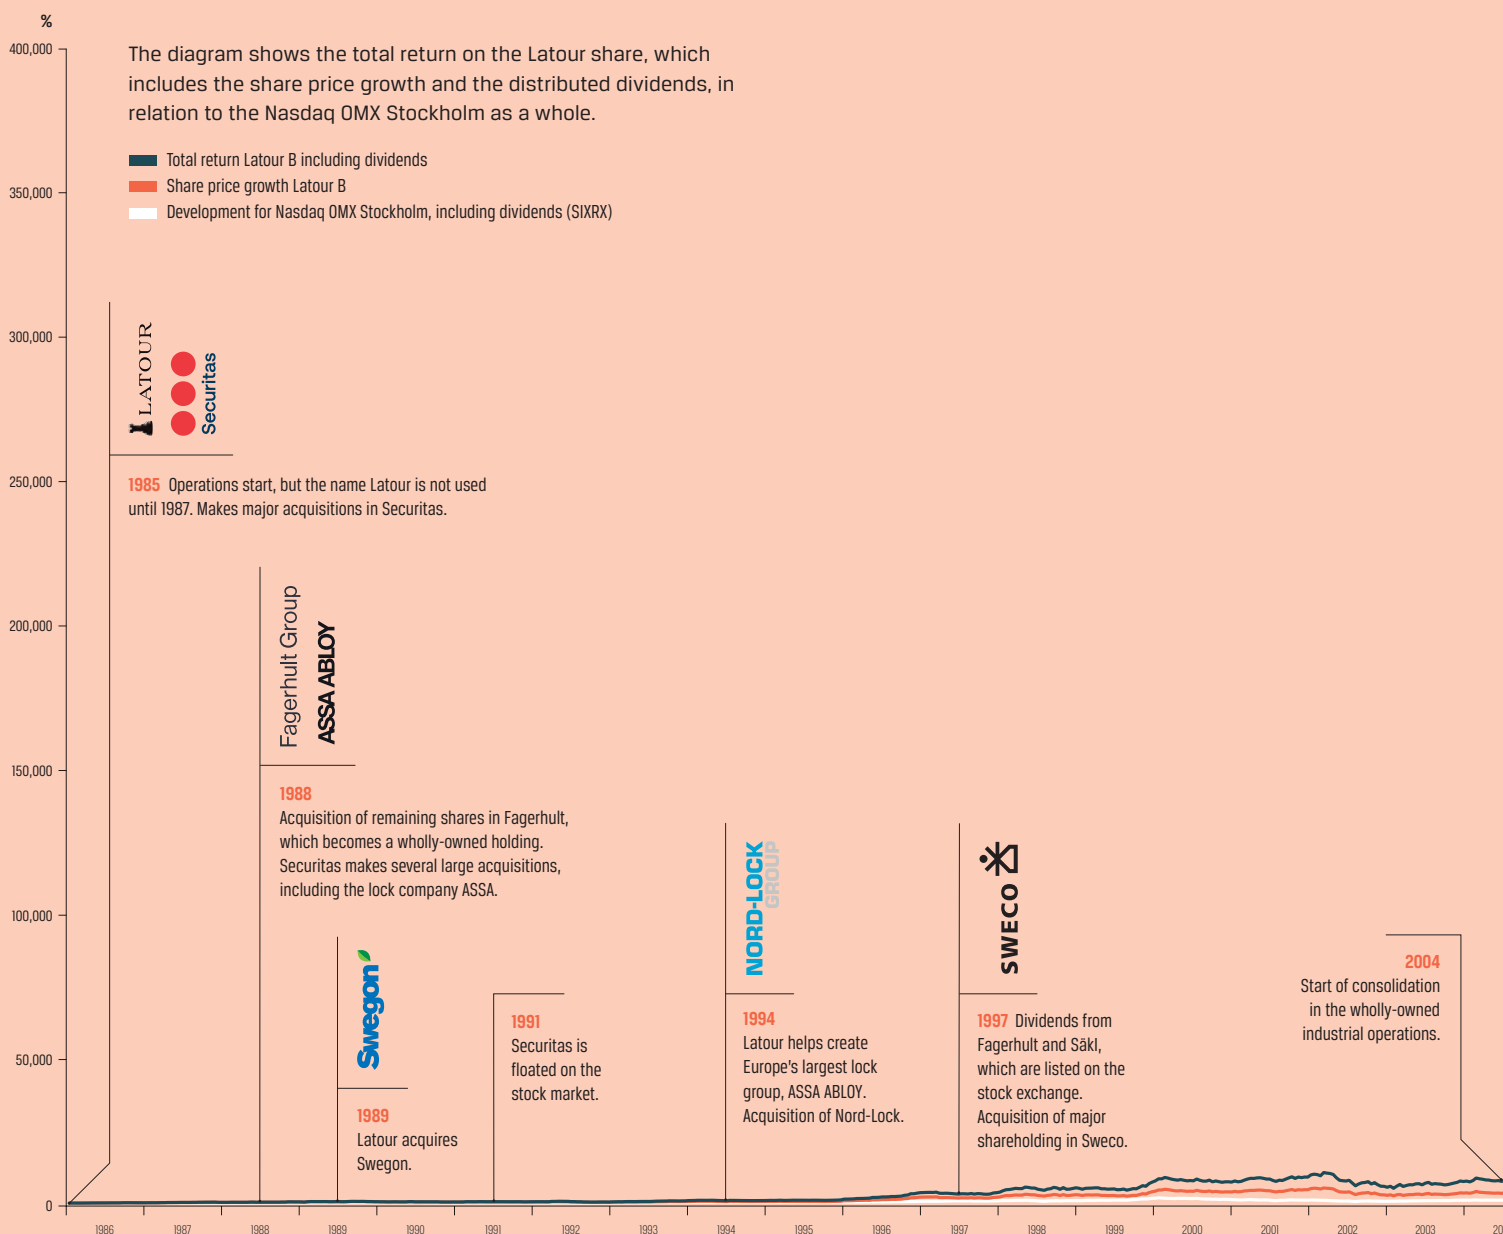 %
400,000
The diagram shows the total return on the Latour share, which
includes the share price growth and the distributed dividends, in
relation to the Nasdaq OMX Stockholm as a whole.
Total return Latour B including dividends
Share price growth Latour B
Development for Nasdaq OMX Stockholm, including dividends (SIXRX)
350,000
300,000
LATOUR
Securitas
1985 Operations start, but the name Latour is not used
until 1987. Makes major acquisitions in Securitas.
250,000
200,000
Fagerhult Group
ASSA ABLOY
150,000
1988
Acquisition of remaining shares in Fagerhult,
which becomes a wholly-owned holding.
Securitas makes several large acquisitions,
including the lock company ASSA.
100,000
Swegon
1989
Latour acquires
Swegon.
1991
Securitas is
floated on the
stock market.
NORD-LOCK
GROUP
1994
Latour helps create
Europe's largest lock
group, ASSA ABLOY.
Acquisition of Nord-Lock.
SWECO
1997 Dividends from
Fagerhult and Säkl,
which are listed on the
stock exchange.
Acquisition of major
shareholding in Sweco.
2004
Start of consolidation
in the wholly-owned
industrial operations.
50,000
0
1986 1987 1988 1989 1990 1991 1992 1993 1994 1995 1996 1997 1998 1999 2000 2001 2002 2003 20